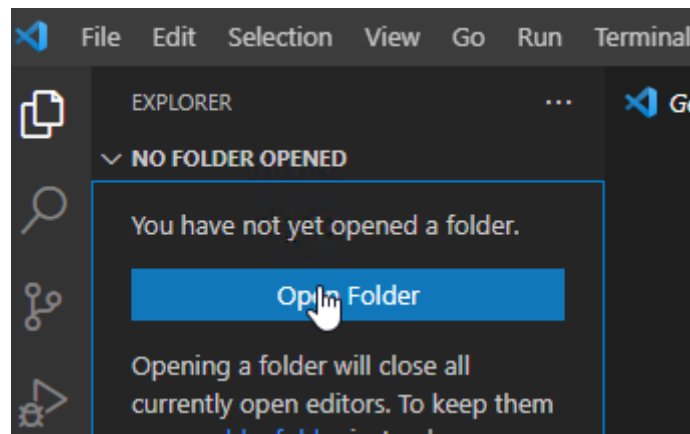 File Edit Selection View Go Run Terminal
EXPLORER
NO FOLDER OPENED
You have not yet opened a folder.
Open Folder
Opening a folder will close all
currently open editors. To keep them